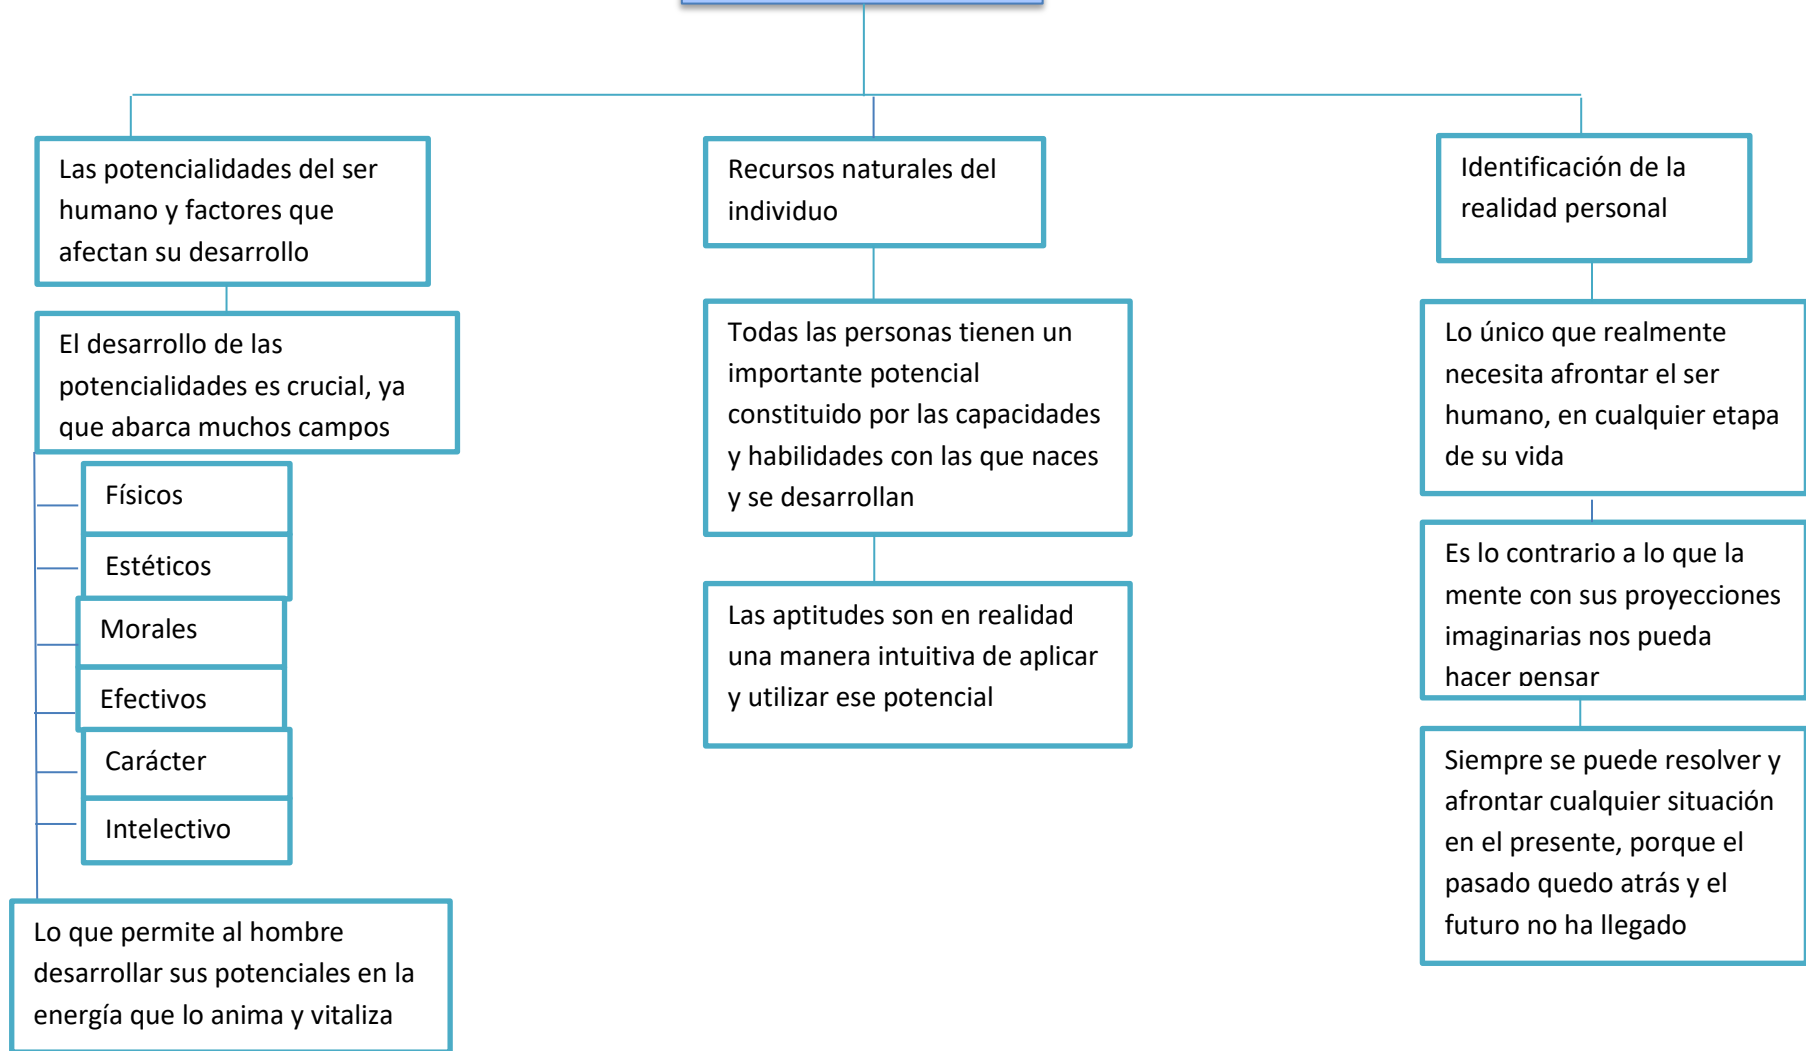 Las potencialidades del ser
humano y factores que
afectan su desarrollo
El desarrollo de las
potencialidades es crucial, ya
que abarca muchos campos
Físicos
Estéticos
Morales
Efectivos
Carácter
Intelectivo
Lo que permite al hombre
desarrollar sus potenciales en la
energía que lo anima y vitaliza
Recursos naturales del
individuo
Todas las personas tienen un
importante potencial
constituido por las capacidades
y habilidades con las que naces
y se desarrollan
Las aptitudes son en realidad
una manera intuitiva de aplicar
y utilizar ese potencial
Identificación de la
realidad personal
Lo único que realmente
necesita afrontar el ser
humano, en cualquier etapa
de su vida
Es lo contrario a lo que la
mente con sus proyecciones
imaginarias nos pueda
hacer pensar
Siempre se puede resolver y
afrontar cualquier situación
en el presente, porque el
pasado quedo atrás y el
futuro no ha llegado